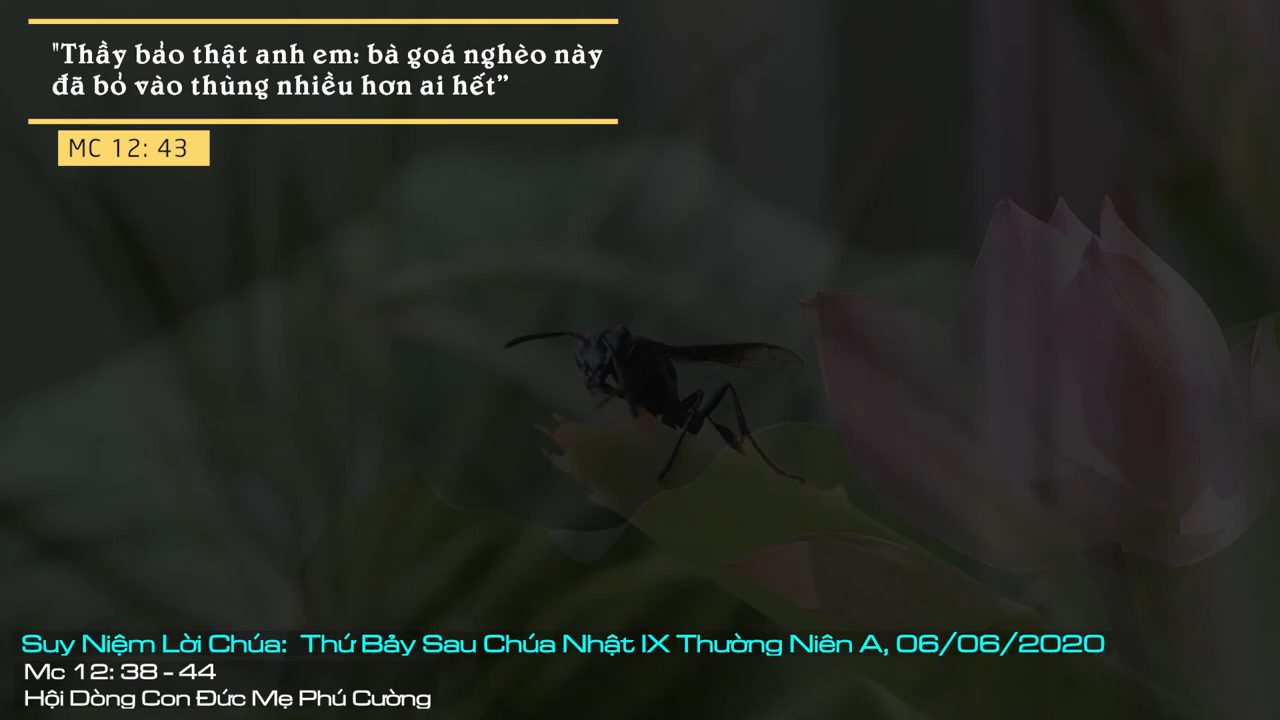 "Thầy bảo thật anh em: bà goá nghèo này
đã bỏ vào thùng nhiều hơn ai hết”
MC 12: 43
Suy Niệm Lời Chúa: Thứ Bảy Sau Chúa Nhật IX Thường Niên A, 06/06/2020
Mc 12: 38 - 44
Hội Dòng Con Đức Mẹ Phú Cường